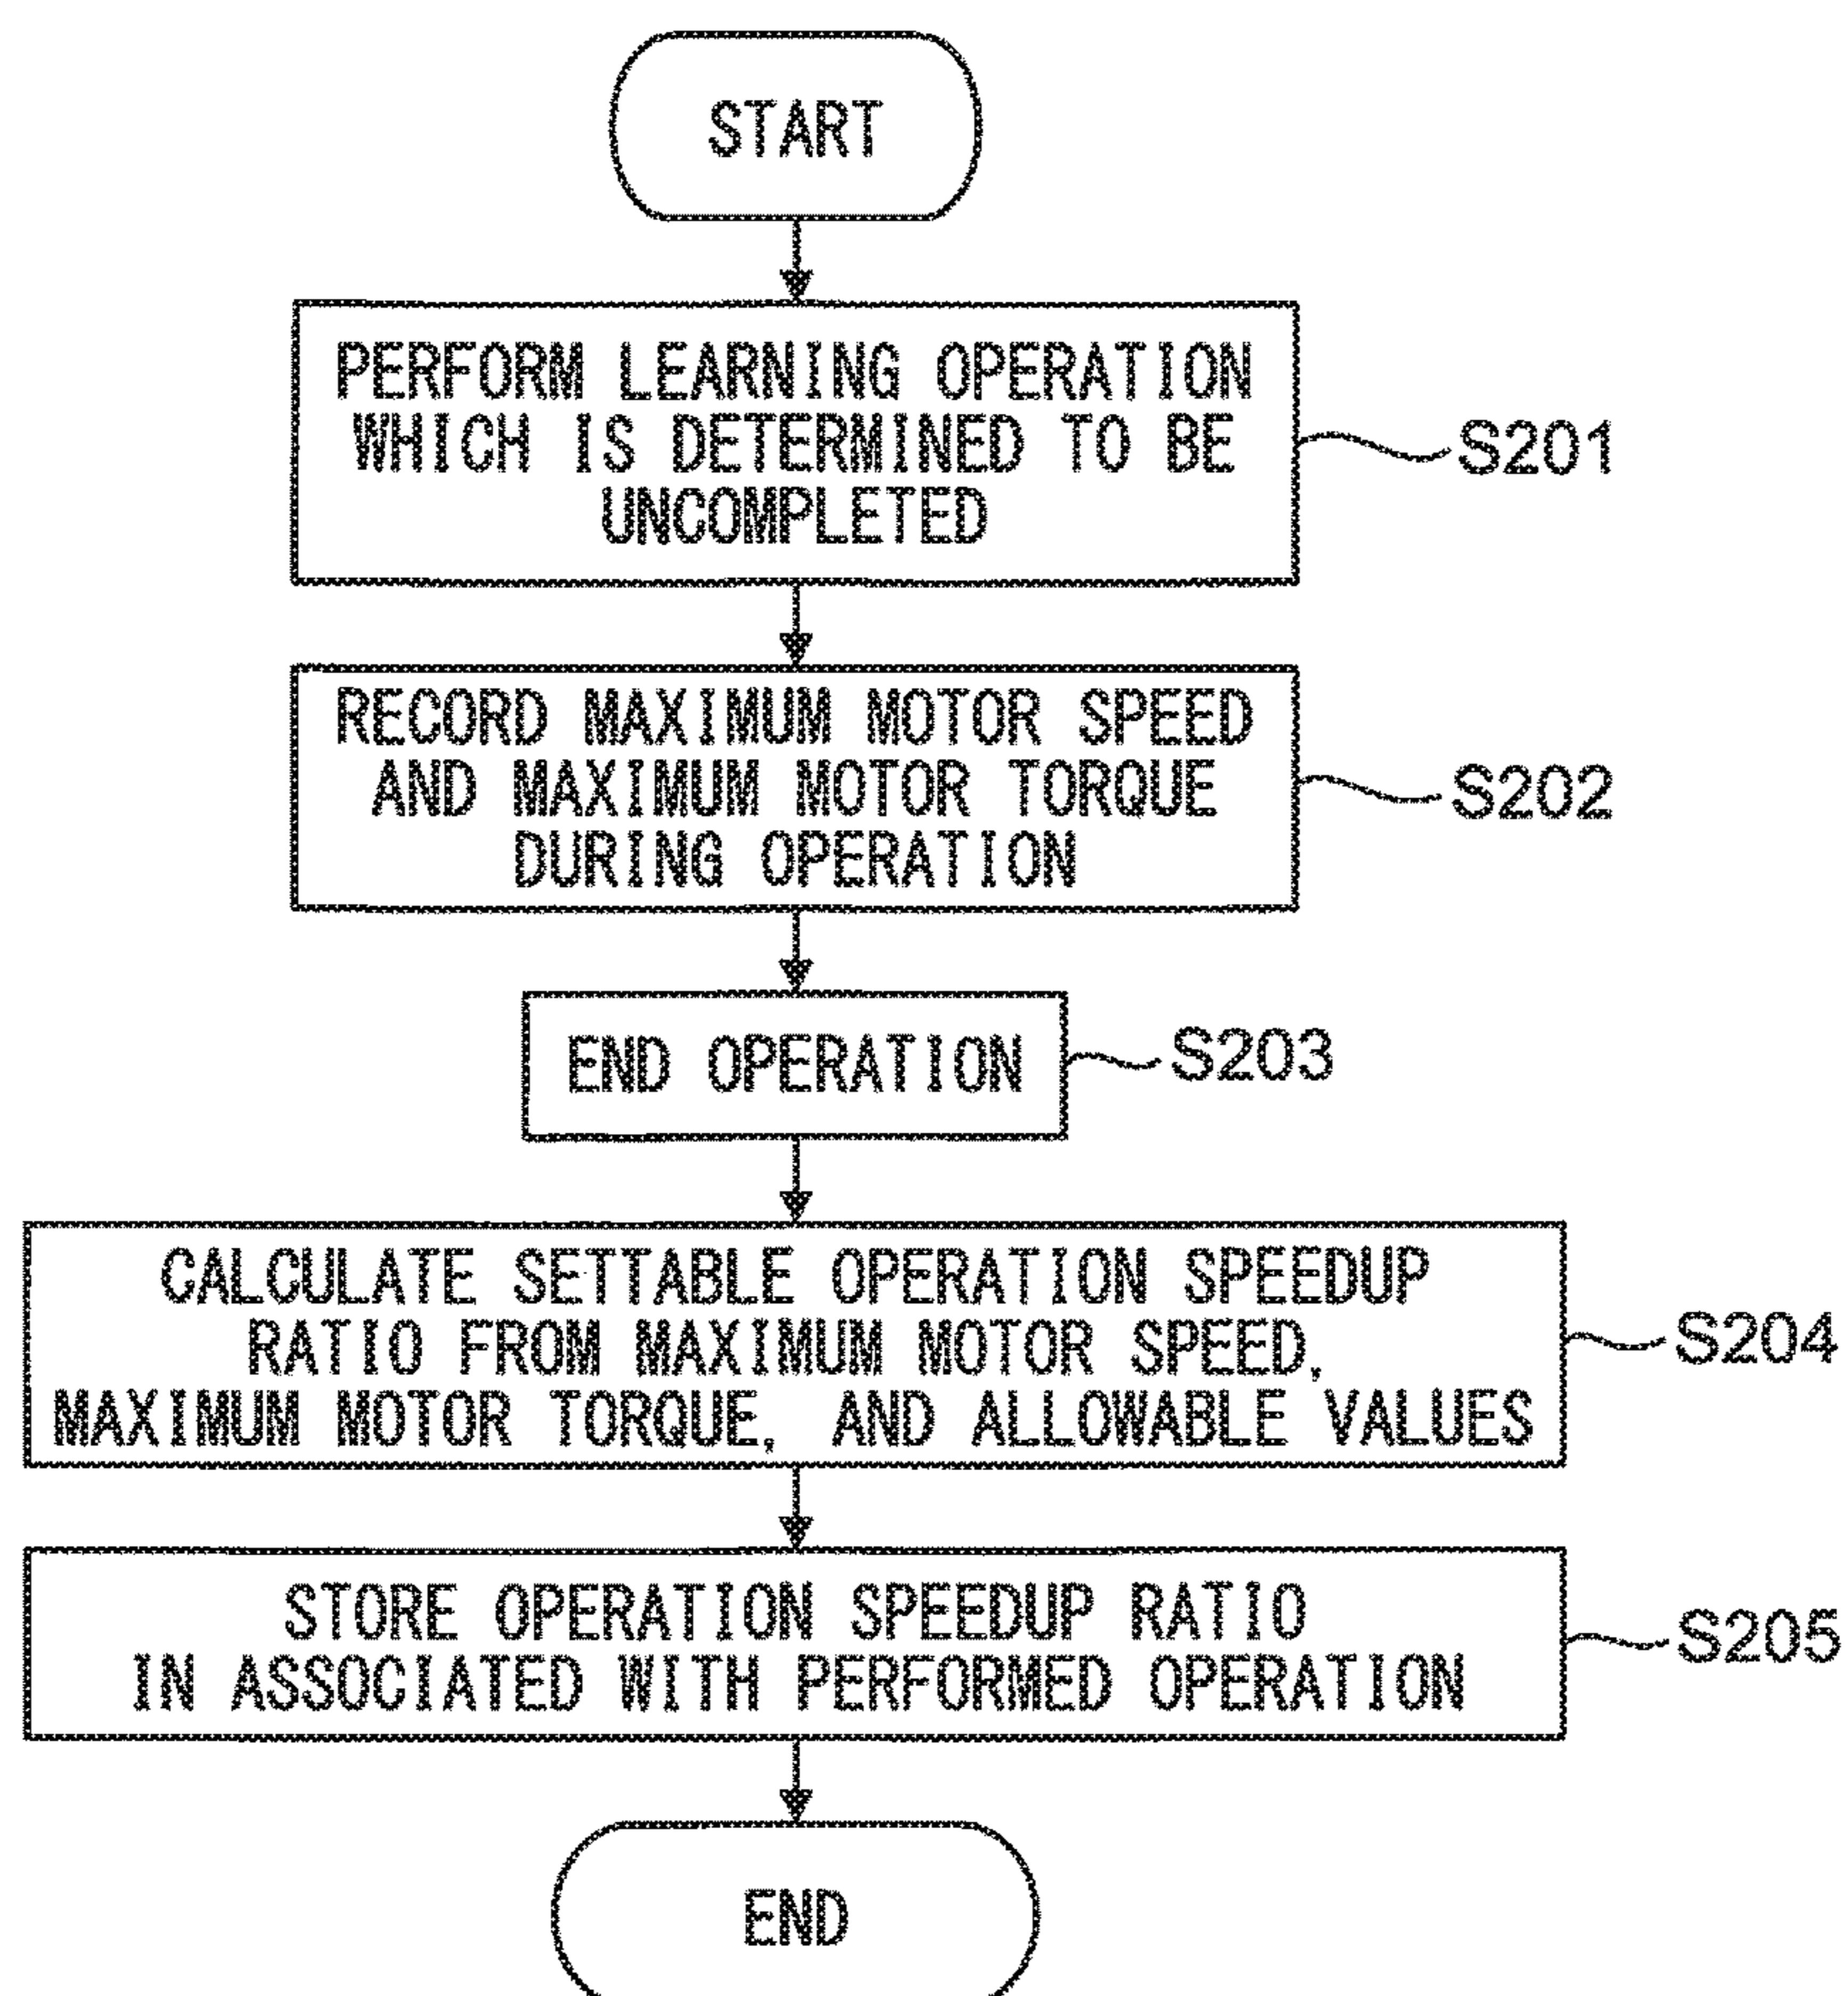 START
PERFORM LEARNING OPERATION
WHICH IS DETERMINED TO BE
UNCOMPLETED
S201
RECORD MAXIMUM MOTOR SPEED
AND MAXIMUM MOTOR TORQUE
DURING OPERATION
S202
END OPERATION
S203
CALCULATE SETTABLE OPERATION SPEEDUP
RATIO FROM MAXIMUM MOTOR SPEED,
MAXIMUM MOTOR TORQUE, AND ALLOWABLE VALUES
S204
STORE OPERATION SPEEDUP RATIO
IN ASSOCIATED WITH PERFORMED OPERATION
S205
END